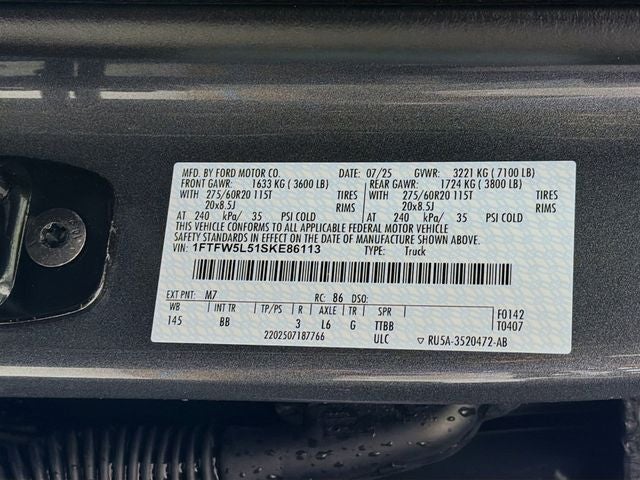 MFD. BY FORD MOTOR CO. DATE: 07/25 GVWR: 3221 KG ( 7100 LB)
FRONT GAWR: 1633 KG ( 3600 LB) REAR GAWR: 1724 KG ( 3800 LB)
WITH 275/60R20 115T TIRES WITH 275/60R20 115T TIRES
20x8.5J RIMS 20x8.5J RIMS
AT 240 kPa/ 35 PSI COLD AT 240 kPa/ 35 PSI COLD
THIS VEHICLE CONFORMS TO ALL APPLICABLE FEDERAL MOTOR VEHICLE
SAFETY STANDARDS IN EFFECT ON THE DATE OF MANUFACTURE SHOWN ABOVE.
VIN: 1FTFW5L51SKE86113 TYPE: Truck
EXT PNT: M7 RC: 86 DSO:
WB INT TR TP/PS R AXLE TR SPR F0142
145 BB 3 L6 G TTBB T0407
2202507187766 ULC ▽ RU5A-3520472-AB